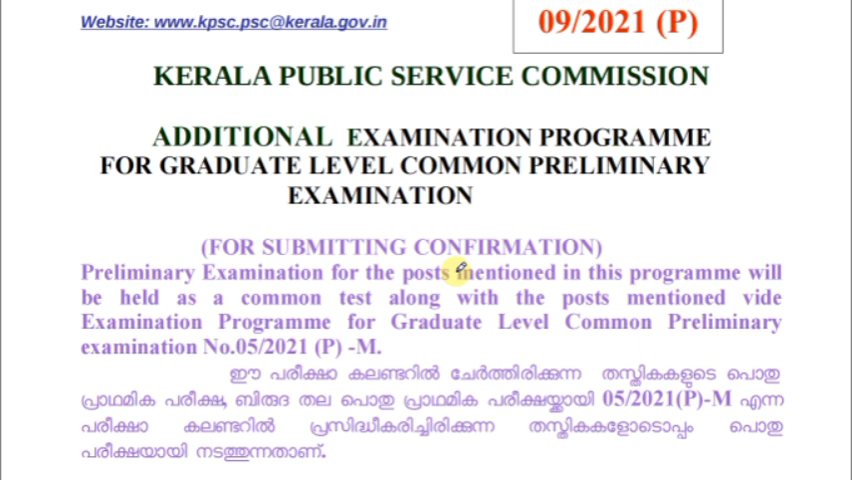 Website: www.kpsc.psc@kerala.gov.in
09/2021 (P)
KERALA PUBLIC SERVICE COMMISSION
ADDITIONAL EXAMINATION PROGRAMME
FOR GRADUATE LEVEL COMMON PRELIMINARY
EXAMINATION
(FOR SUBMITTING CONFIRMATION)
Preliminary Examination for the posts mentioned in this programme will
be held as a common test along with the posts mentioned vide
Examination Programme for Graduate Level Common Preliminary
examination No.05/2021 (P) -M.
ഈ പരീക്ഷാ കലണ്ടറിൽ ചേർത്തിരിക്കുന്ന തസ്തികകളുടെ പൊതു
പ്രാഥമിക പരീക്ഷ, ബിരുദ തല പൊതു പ്രാഥമിക പരീക്ഷയ്ക്കായി 05/2021(P)-M എന്ന
പരീക്ഷാ കലണ്ടറിൽ പ്രസിദ്ധീകരിച്ചിരിക്കുന്ന തസ്തികകളോടൊപ്പം പൊതു
പരീക്ഷയായി നടത്തുന്നതാണ്.